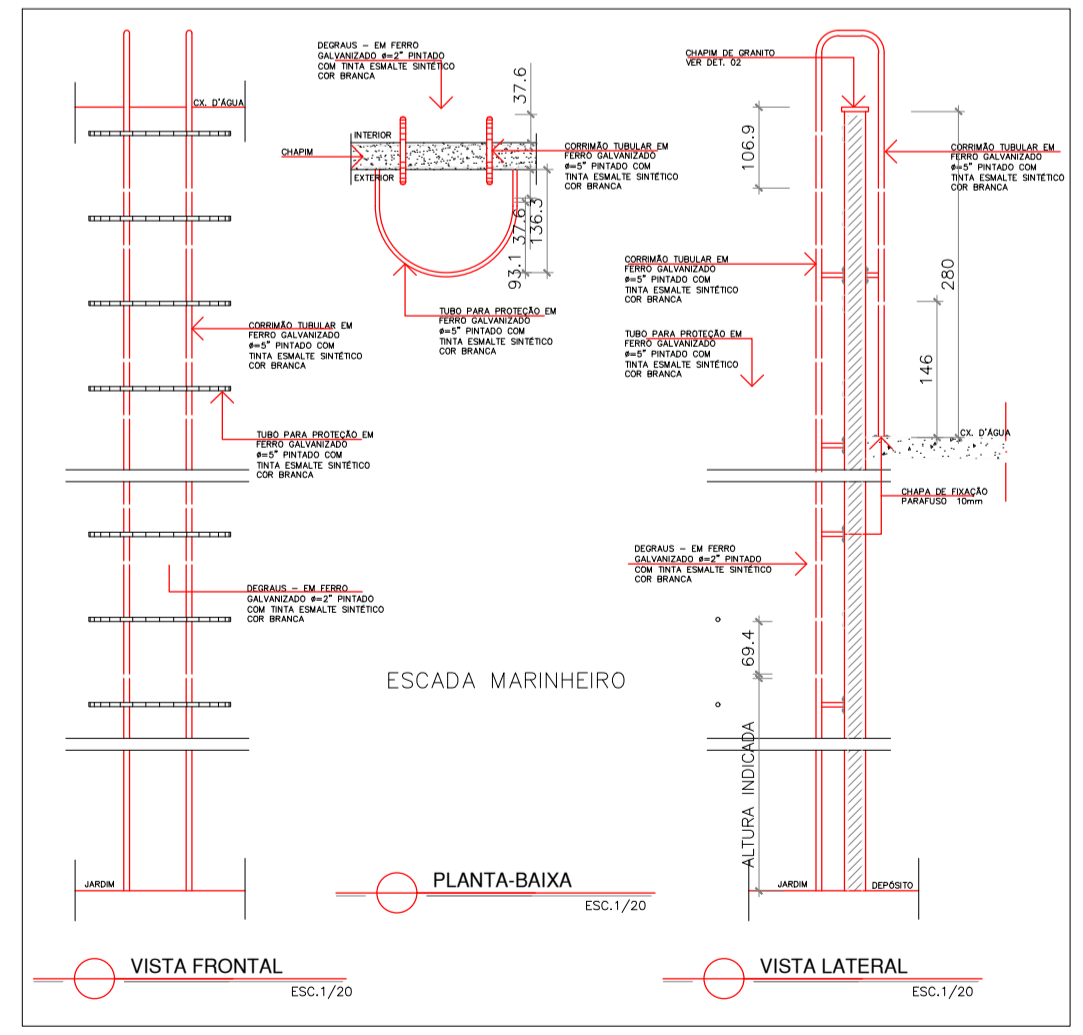 CX. D'ÁGUA
CORRIMÃO TUBULAR EM
FERRO GALVANIZADO
ø=5" PINTADO COM
TINTA ESMALTE SINTÉTICO
COR BRANCA
TUBO PARA PROTEÇÃO EM
FERRO GALVANIZADO
ø=5" PINTADO COM
TINTA ESMALTE SINTÉTICO
COR BRANCA
DEGRAUS - EM FERRO
GALVANIZADO ø=2" PINTADO
COM TINTA ESMALTE SINTÉTICO
COR BRANCA
JARDIM
VISTA FRONTAL
ESC.1/20
DEGRAUS - EM FERRO
GALVANIZADO ø=2" PINTADO
COM TINTA ESMALTE SINTÉTICO
COR BRANCA
37.6
INTERIOR
CHAPIM
EXTERIOR
CORRIMÃO TUBULAR EM
FERRO GALVANIZADO
ø=5" PINTADO COM
TINTA ESMALTE SINTÉTICO
COR BRANCA
37.6
136.3
93.1
TUBO PARA PROTEÇÃO EM
FERRO GALVANIZADO
ø=5" PINTADO COM
TINTA ESMALTE SINTÉTICO
COR BRANCA
ESCADA MARINHEIRO
PLANTA-BAIXA
ESC.1/20
CHAPIM DE GRANITO
VER DET. 02
106.9
CORRIMÃO TUBULAR EM
FERRO GALVANIZADO
ø=5" PINTADO COM
TINTA ESMALTE SINTÉTICO
COR BRANCA
CORRIMÃO TUBULAR EM
FERRO GALVANIZADO
ø=5" PINTADO COM
TINTA ESMALTE SINTÉTICO
COR BRANCA
280
TUBO PARA PROTEÇÃO EM
FERRO GALVANIZADO
ø=5" PINTADO COM
TINTA ESMALTE SINTÉTICO
COR BRANCA
146
CX. D'ÁGUA
CHAPA DE FIXAÇÃO
PARAFUSO 10mm
DEGRAUS - EM FERRO
GALVANIZADO ø=2" PINTADO
COM TINTA ESMALTE SINTÉTICO
COR BRANCA
69.4
ALTURA INDICADA
JARDIM
DEPÓSITO
VISTA LATERAL
ESC.1/20